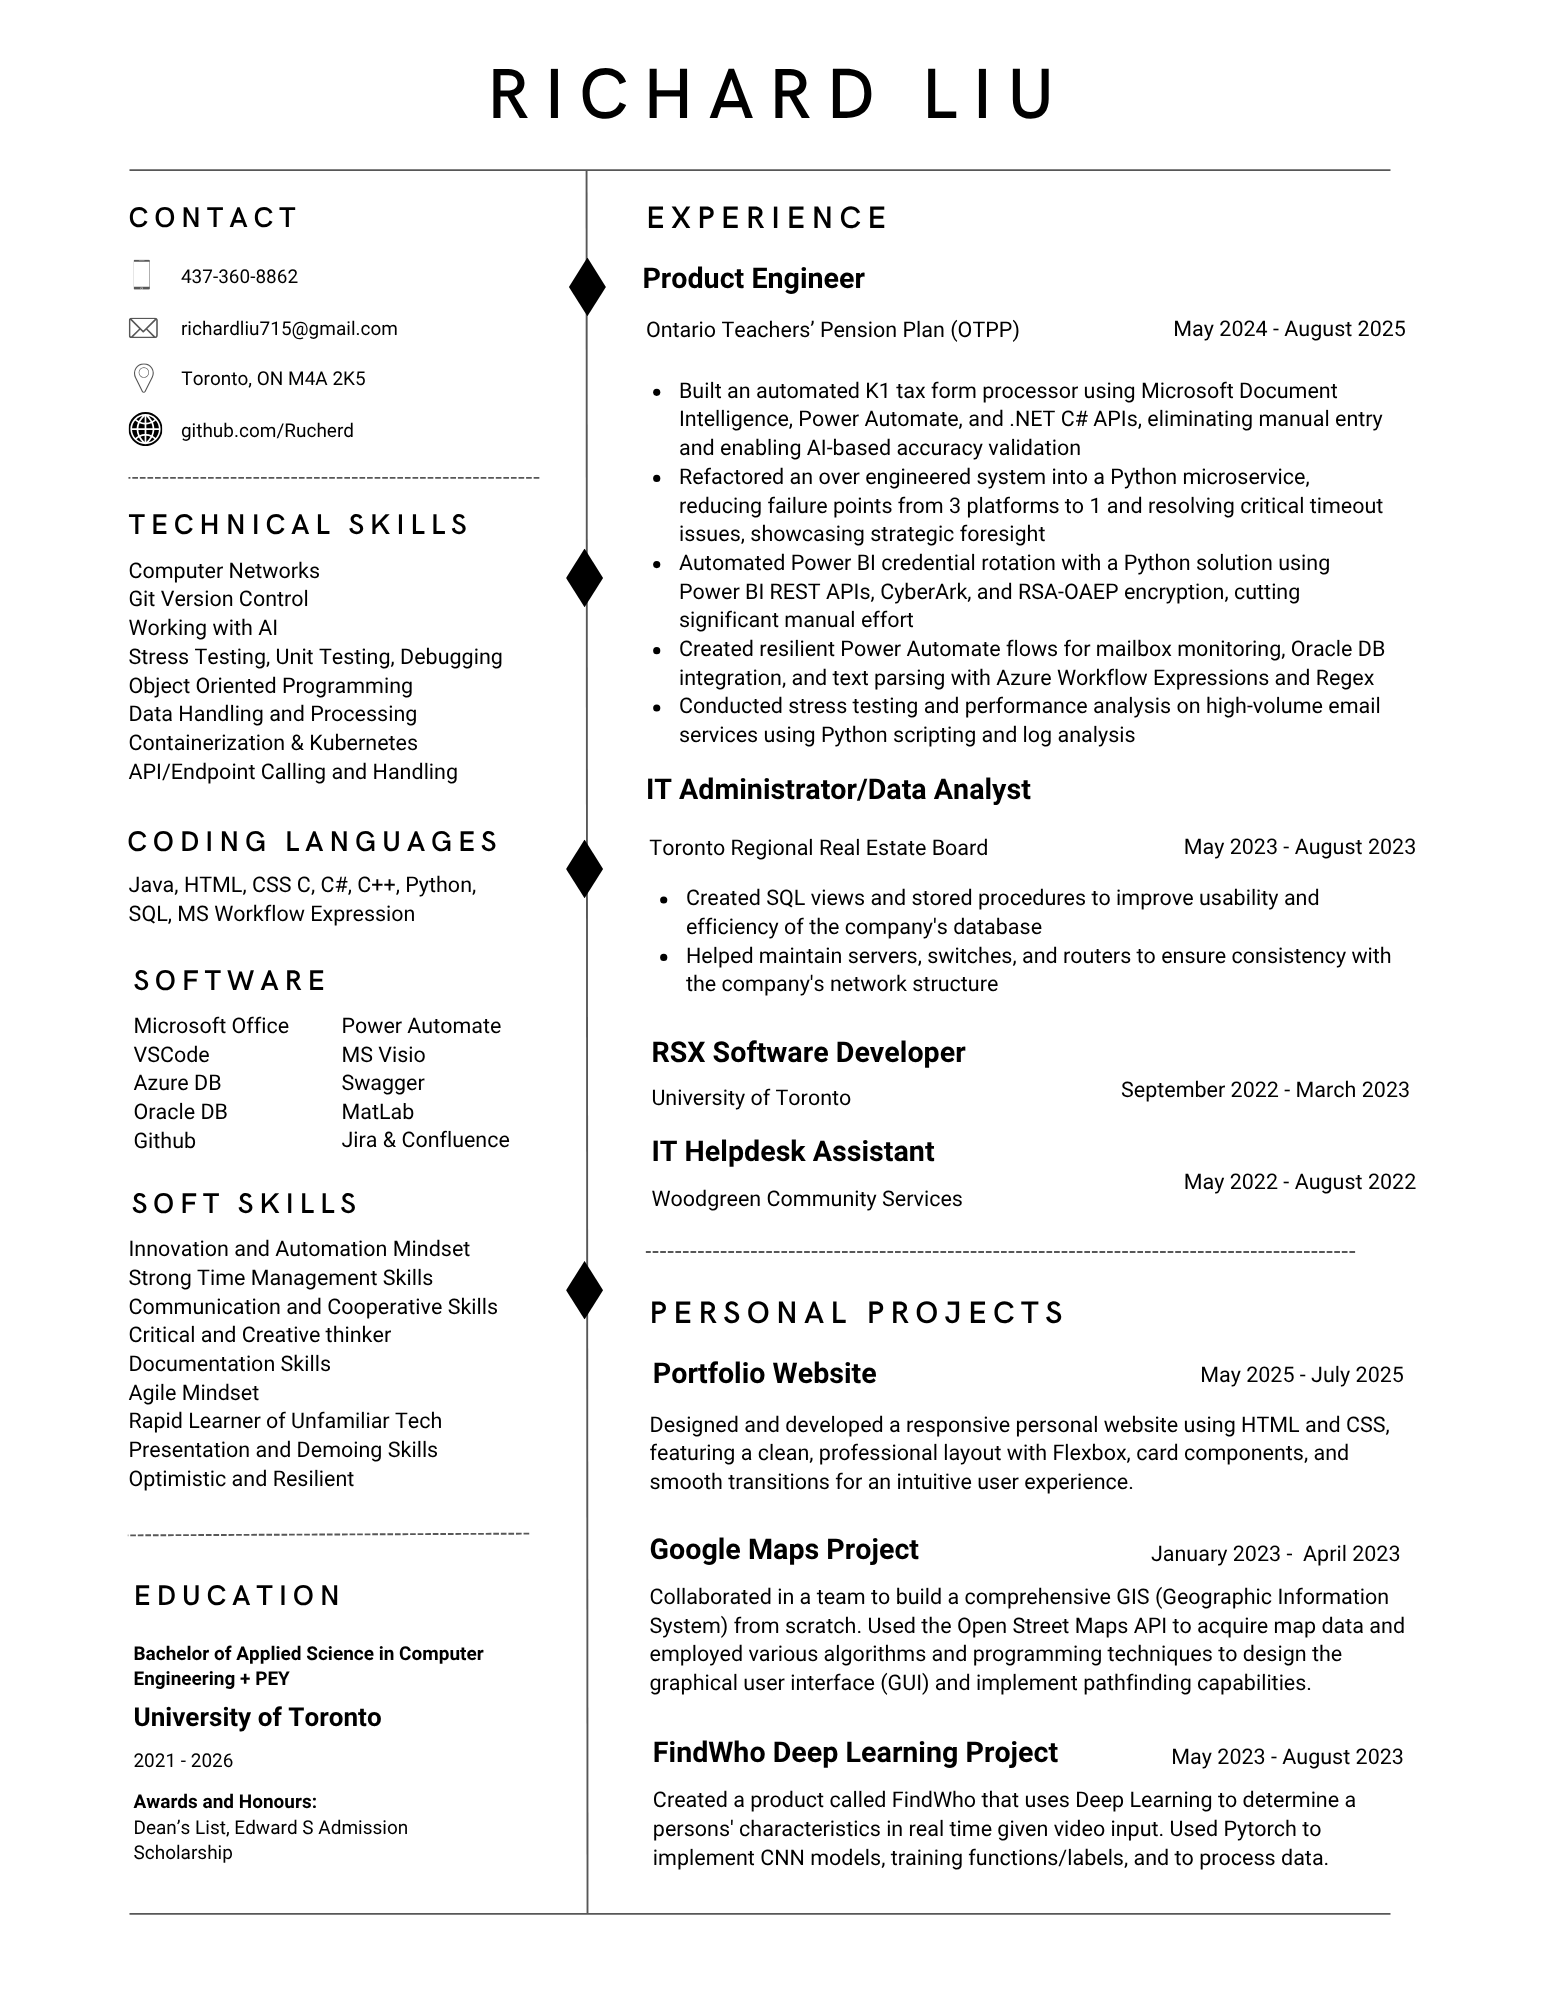 RICHARD LIU
CONTACT
437-360-8862
richardliu715@gmail.com
Toronto, ON M4A 2K5
github.com/Rucherd
TECHNICAL SKILLS
Computer Networks
Git Version Control
Working with AI
Stress Testing, Unit Testing, Debugging
Object Oriented Programming
Data Handling and Processing
Containerization & Kubernetes
API/Endpoint Calling and Handling
CODING LANGUAGES
Java, HTML, CSS C, C#, C++, Python,
SQL, MS Workflow Expression
SOFTWARE
Microsoft Office
VSCode
Azure DB
Oracle DB
Github
Power Automate
MS Visio
Swagger
MatLab
Jira & Confluence
SOFT SKILLS
Innovation and Automation Mindset
Strong Time Management Skills
Communication and Cooperative Skills
Critical and Creative thinker
Documentation Skills
Agile Mindset
Rapid Learner of Unfamiliar Tech
Presentation and Demoing Skills
Optimistic and Resilient
EDUCATION
Bachelor of Applied Science in Computer
Engineering + PEY
University of Toronto
2021 - 2026
Awards and Honours:
Dean’s List, Edward S Admission
Scholarship
EXPERIENCE
Product Engineer
Ontario Teachers’ Pension Plan (OTPP) May 2024 - August 2025
• Built an automated K1 tax form processor using Microsoft Document
Intelligence, Power Automate, and .NET C# APIs, eliminating manual entry
and enabling AI-based accuracy validation
• Refactored an over engineered system into a Python microservice,
reducing failure points from 3 platforms to 1 and resolving critical timeout
issues, showcasing strategic foresight
• Automated Power BI credential rotation with a Python solution using
Power BI REST APIs, CyberArk, and RSA-OAEP encryption, cutting
significant manual effort
• Created resilient Power Automate flows for mailbox monitoring, Oracle DB
integration, and text parsing with Azure Workflow Expressions and Regex
• Conducted stress testing and performance analysis on high-volume email
services using Python scripting and log analysis
IT Administrator/Data Analyst
Toronto Regional Real Estate Board May 2023 - August 2023
• Created SQL views and stored procedures to improve usability and
efficiency of the company's database
• Helped maintain servers, switches, and routers to ensure consistency with
the company's network structure
RSX Software Developer
University of Toronto September 2022 - March 2023
IT Helpdesk Assistant
Woodgreen Community Services May 2022 - August 2022
PERSONAL PROJECTS
Portfolio Website May 2025 - July 2025
Designed and developed a responsive personal website using HTML and CSS,
featuring a clean, professional layout with Flexbox, card components, and
smooth transitions for an intuitive user experience.
Google Maps Project January 2023 - April 2023
Collaborated in a team to build a comprehensive GIS (Geographic Information
System) from scratch. Used the Open Street Maps API to acquire map data and
employed various algorithms and programming techniques to design the
graphical user interface (GUI) and implement pathfinding capabilities.
FindWho Deep Learning Project May 2023 - August 2023
Created a product called FindWho that uses Deep Learning to determine a
persons' characteristics in real time given video input. Used Pytorch to
implement CNN models, training functions/labels, and to process data.